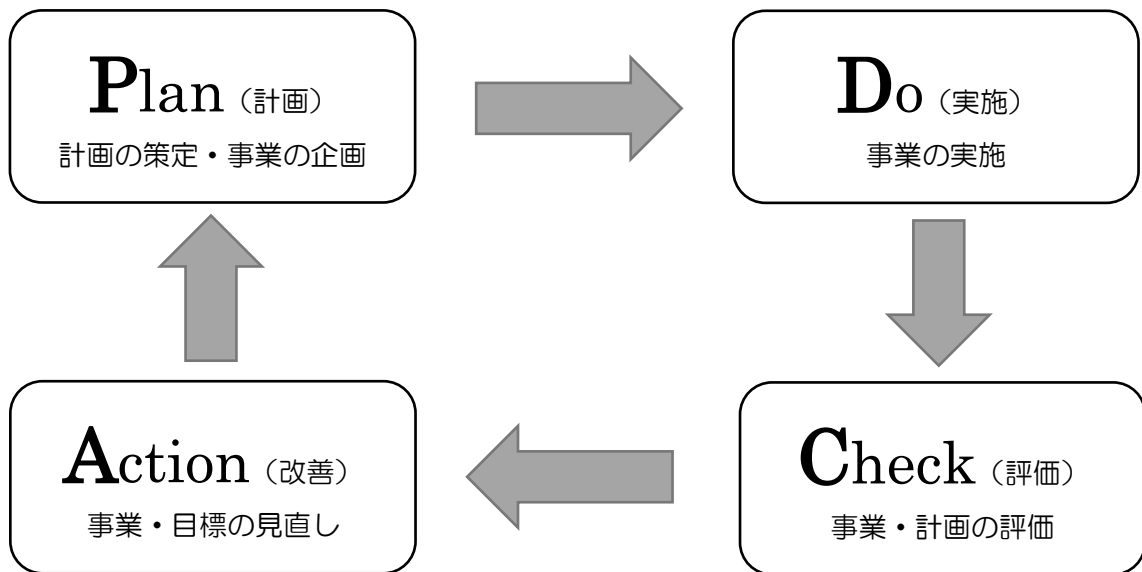 Plan（計画）
計画の策定・事業の企画
Do（実施）
事業の実施
Action（改善）
事業・目標の見直し
Check（評価）
事業・計画の評価